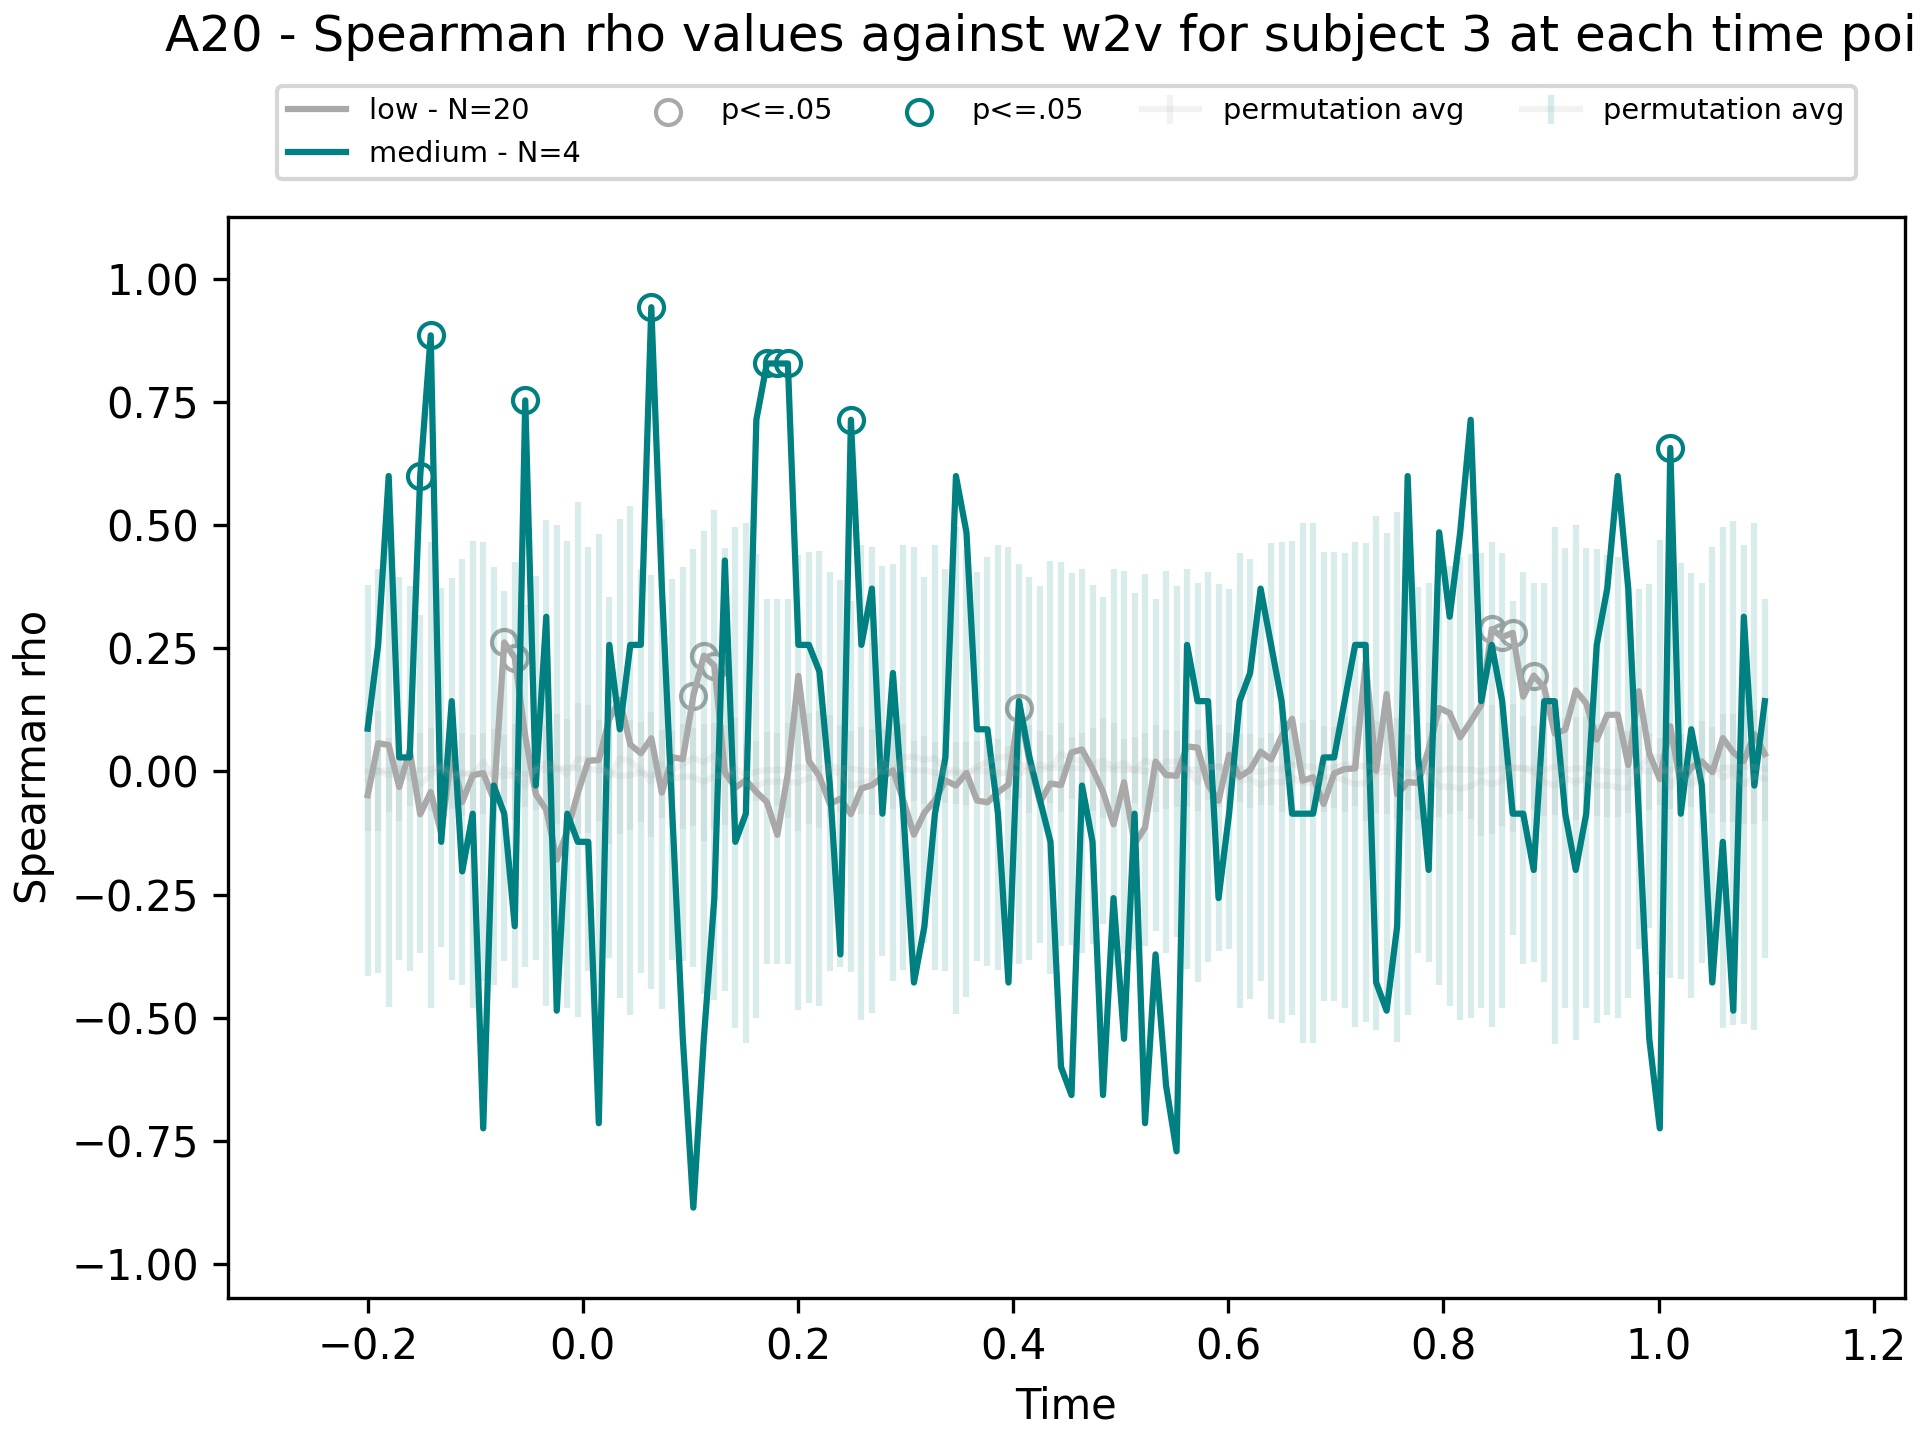 A20 - Spearman rho values against w2v for subject 3 at each time poi
low - N=20
medium - N=4
p<=.05
p<=.05
permutation avg
permutation avg
Spearman rho
1.00
0.75
0.50
0.25
0.00
−0.25
−0.50
−0.75
−1.00
−0.2 0.0 0.2 0.4 0.6 0.8 1.0 1.2
Time